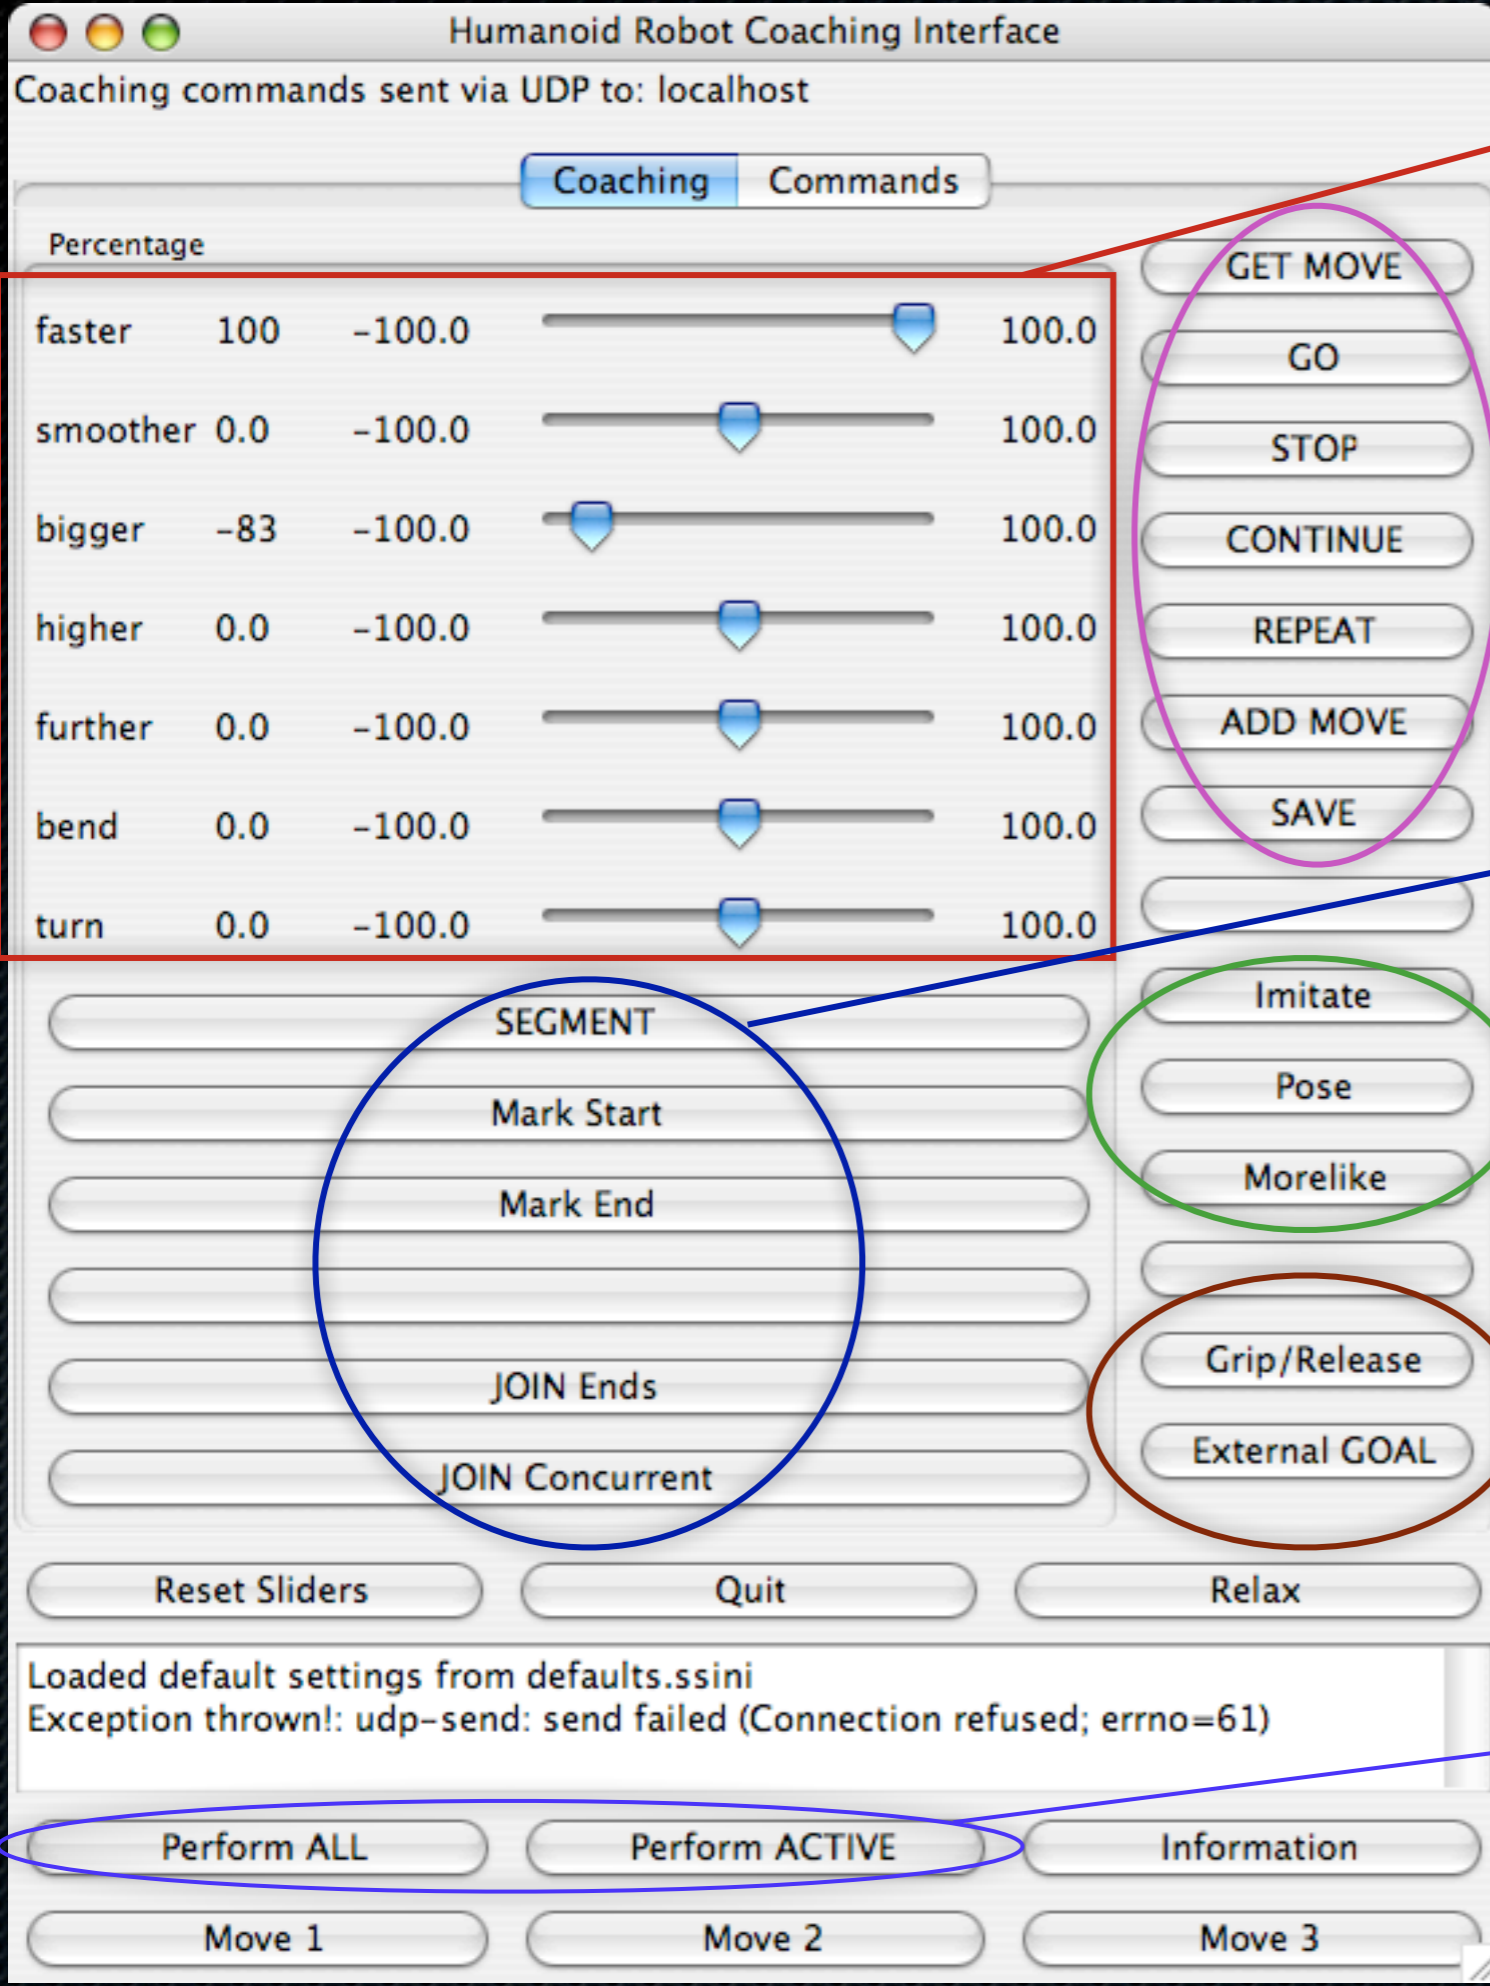 Humanoid Robot Coaching Interface
Coaching commands sent via UDP to: localhost
Coaching Commands
Percentage
faster 100 -100.0 100.0
smoother 0.0 -100.0 100.0
bigger -83 -100.0 100.0
higher 0.0 -100.0 100.0
further 0.0 -100.0 100.0
bend 0.0 -100.0 100.0
turn 0.0 -100.0 100.0
GET MOVE
GO
STOP
CONTINUE
REPEAT
ADD MOVE
SAVE
Imitate
Pose
Morelike
Grip/Release
External GOAL
SEGMENT
Mark Start
Mark End
JOIN Ends
JOIN Concurrent
Reset Sliders Quit Relax
Loaded default settings from defaults.ssini
Exception thrown!: udp-send: send failed (Connection refused; errno=61)
Perform ALL Perform ACTIVE Information
Move 1 Move 2 Move 3